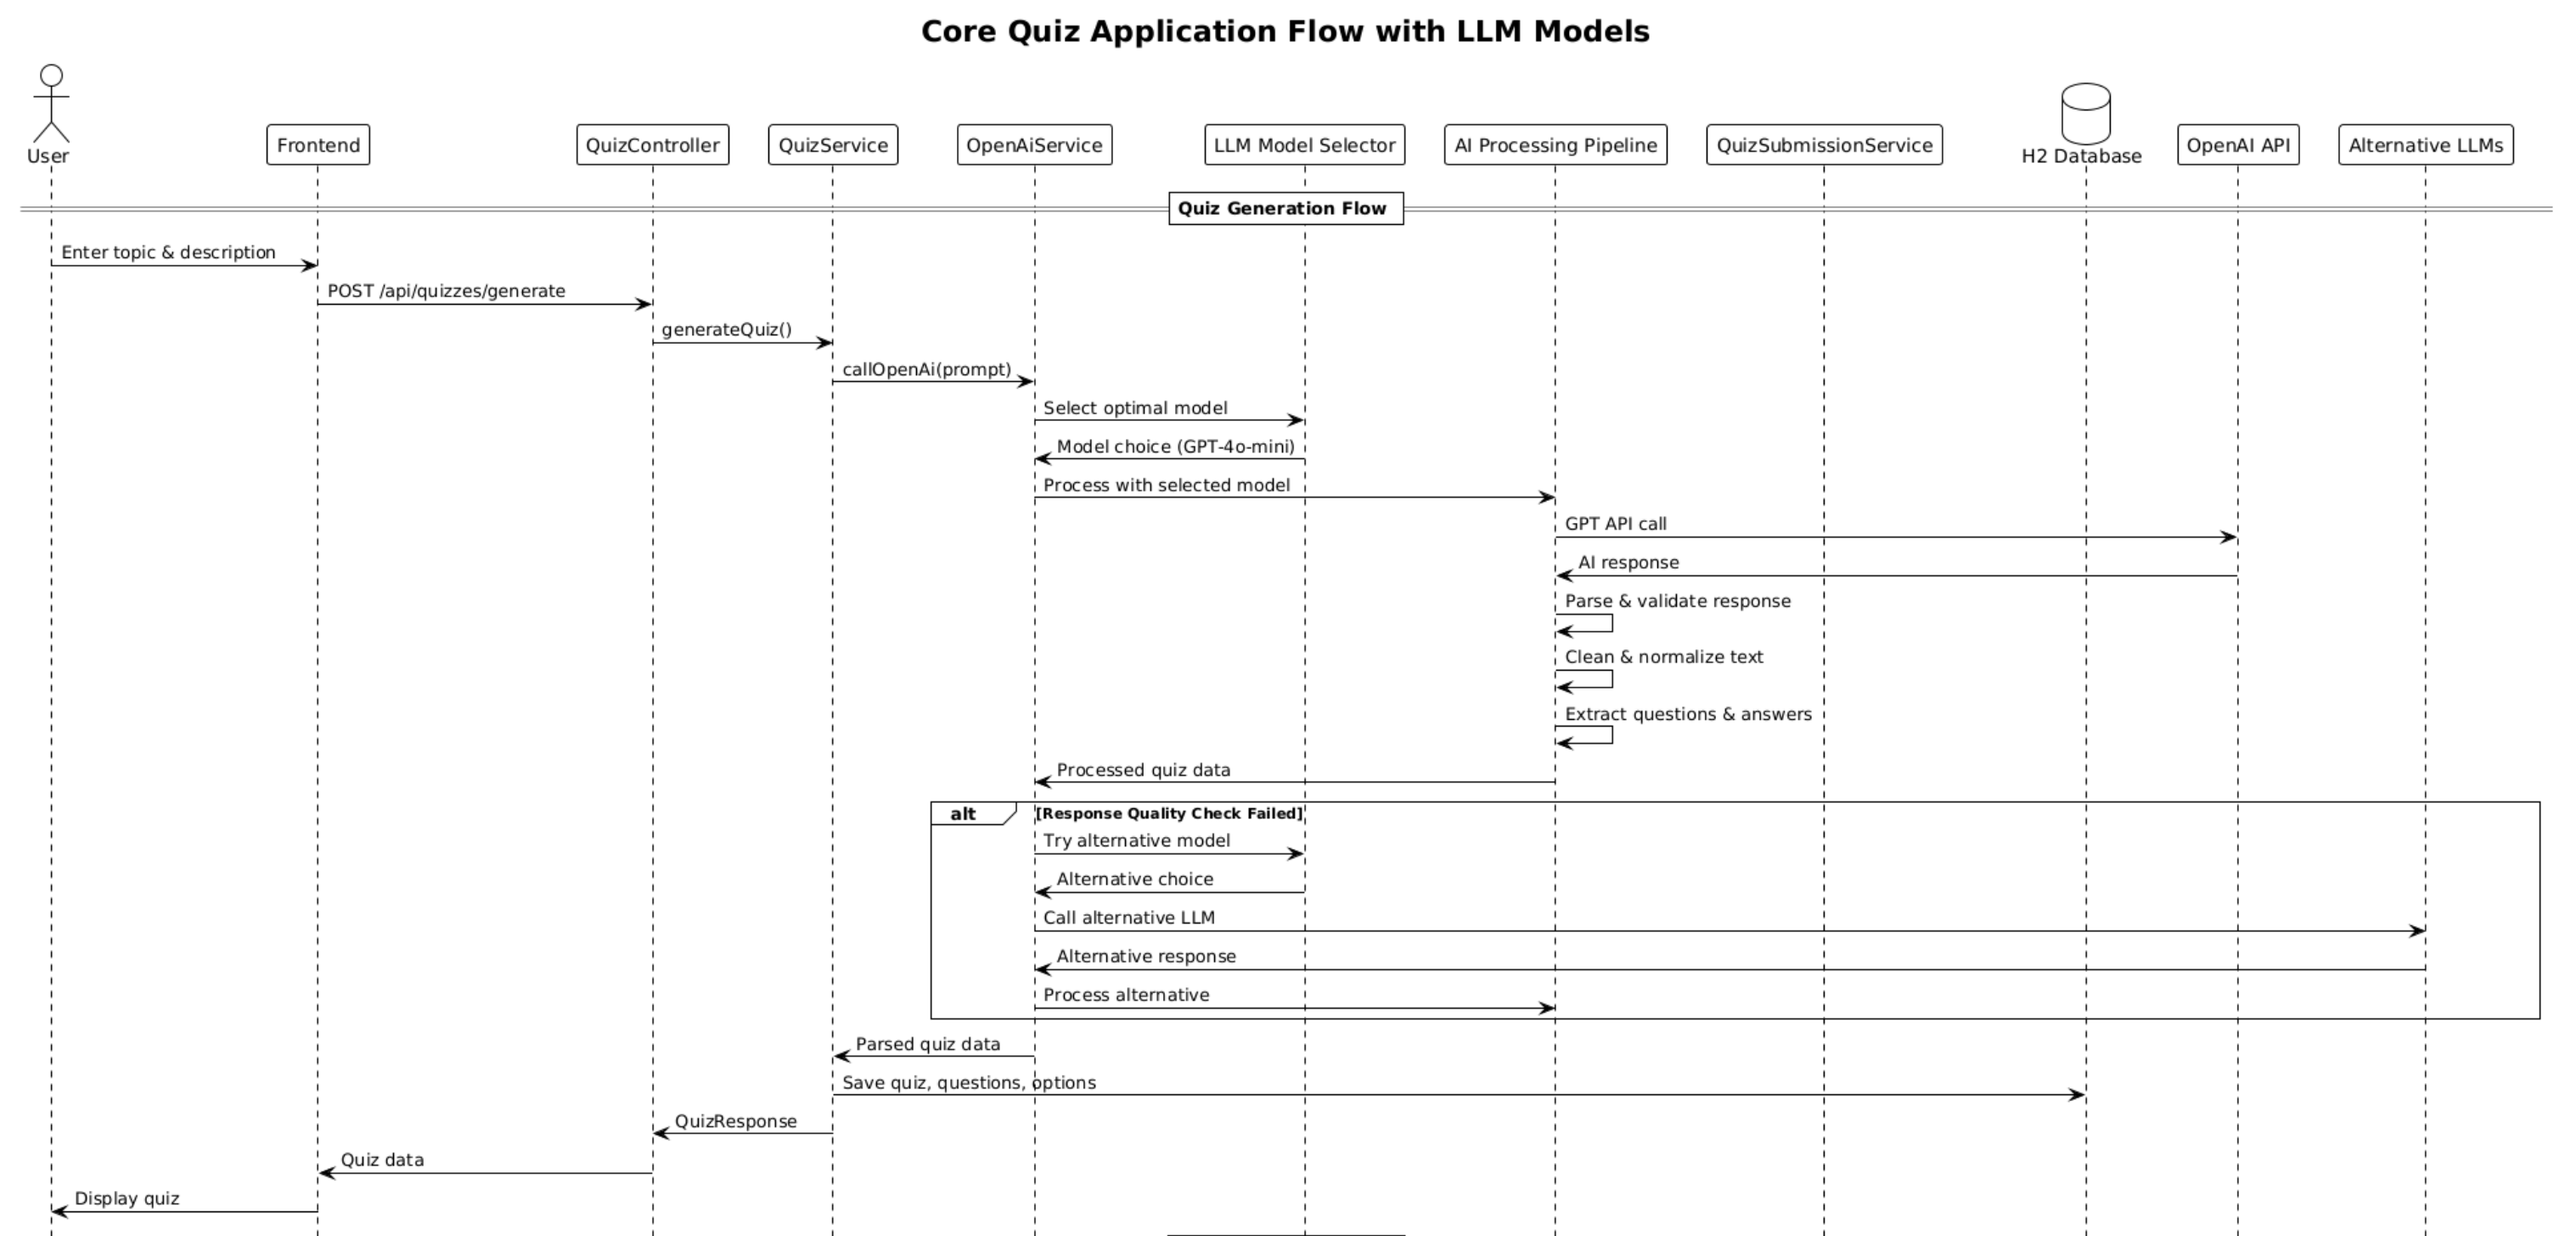 Core Quiz Application Flow with LLM Models
User
Frontend
QuizController
QuizService
OpenAiService
LLM Model Selector
AI Processing Pipeline
QuizSubmissionService
H2 Database
OpenAI API
Alternative LLMs
Quiz Generation Flow
Enter topic & description
POST /api/quizzes/generate
generateQuiz()
callOpenAi(prompt)
Select optimal model
Model choice (GPT-4o-mini)
Process with selected model
GPT API call
AI response
Parse & validate response
Clean & normalize text
Extract questions & answers
Processed quiz data
alt [Response Quality Check Failed]
Try alternative model
Alternative choice
Call alternative LLM
Alternative response
Process alternative
Parsed quiz data
Save quiz, questions, options
QuizResponse
Quiz data
Display quiz